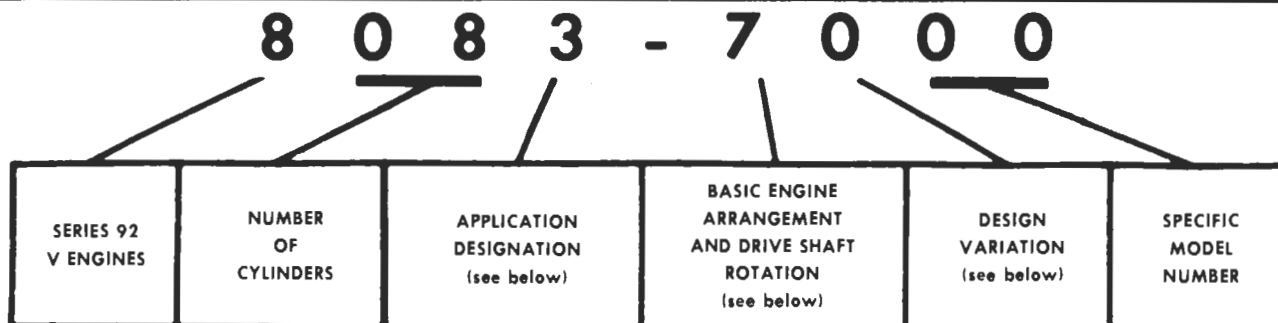 8 0 8 3 - 7 0 0 0
SERIES 92
V ENGINES
NUMBER
OF
CYLINDERS
APPLICATION
DESIGNATION
(see below)
BASIC ENGINE
ARRANGEMENT
AND DRIVE SHAFT
ROTATION
(see below)
DESIGN
VARIATION
(see below)
SPECIFIC
MODEL
NUMBER